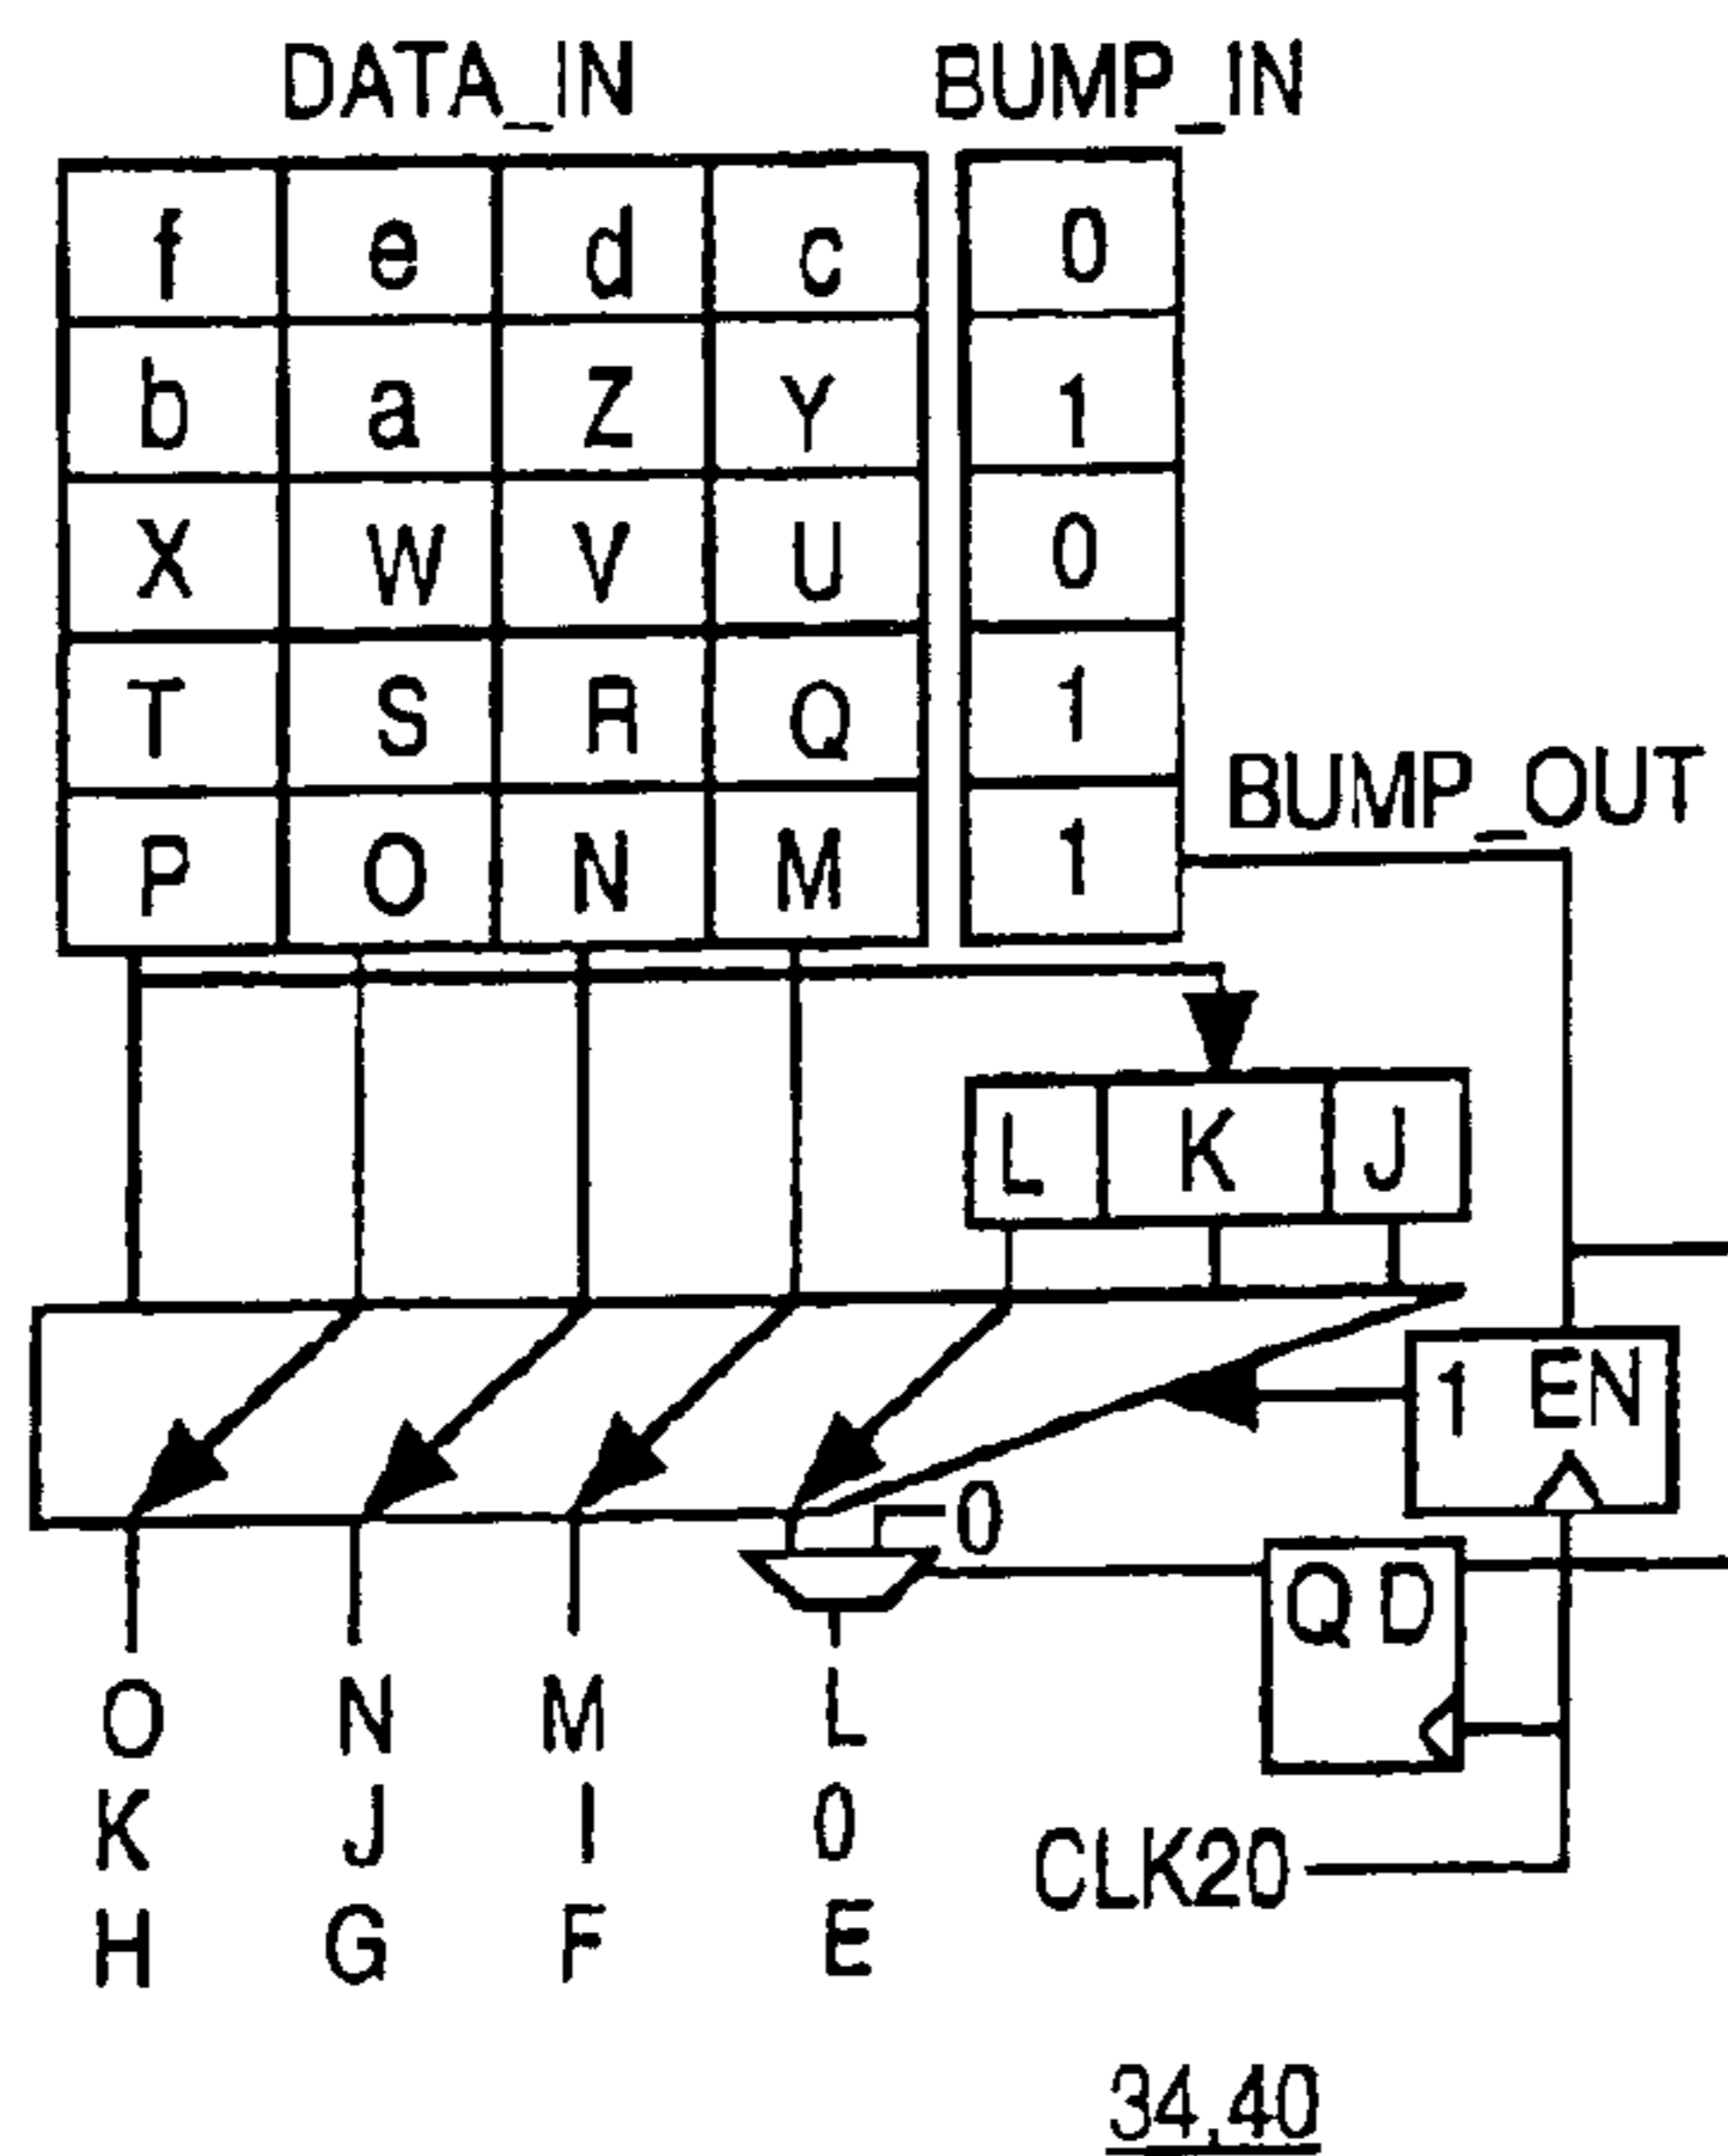 DATA_IN BUMP_IN
f e d c 0
b a Z Y 1
X W V U 0
T S R Q 1
BUMP_OUT
P O N M 1
L K J
1 EN
0
Q D
O N M L
K J I 0
H G F E
CLK20
34,40